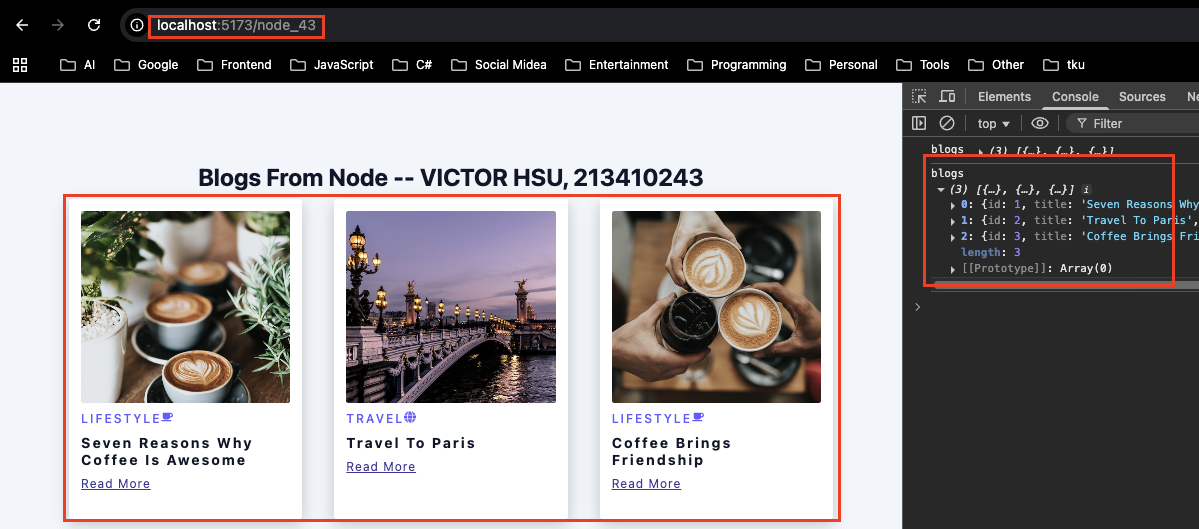 localhost:5173/node_43
AI Google Frontend JavaScript C# Social Midea Entertainment Programming Personal Tools Other tku
Elements Console Sources Ne
top Filter
blogs (3) [{…}, {…}, {…}]
blogs
(3) [{…}, {…}, {…}] i
0: {id: 1, title: 'Seven Reasons Why
1: {id: 2, title: 'Travel To Paris',
2: {id: 3, title: 'Coffee Brings Fri
length: 3
[[Prototype]]: Array(0)
Blogs From Node -- VICTOR HSU, 213410243
LIFESTYLE
Seven Reasons Why
Coffee Is Awesome
Read More
TRAVEL
Travel To Paris
Read More
LIFESTYLE
Coffee Brings
Friendship
Read More